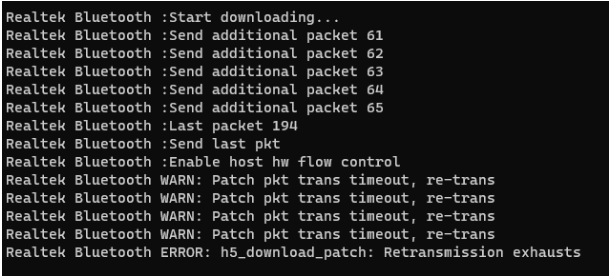 Realtek Bluetooth :Start downloading...
Realtek Bluetooth :Send additional packet 61
Realtek Bluetooth :Send additional packet 62
Realtek Bluetooth :Send additional packet 63
Realtek Bluetooth :Send additional packet 64
Realtek Bluetooth :Send additional packet 65
Realtek Bluetooth :Last packet 194
Realtek Bluetooth :Send last pkt
Realtek Bluetooth :Enable host hw flow control
Realtek Bluetooth WARN: Patch pkt trans timeout, re-trans
Realtek Bluetooth WARN: Patch pkt trans timeout, re-trans
Realtek Bluetooth WARN: Patch pkt trans timeout, re-trans
Realtek Bluetooth WARN: Patch pkt trans timeout, re-trans
Realtek Bluetooth ERROR: h5_download_patch: Retransmission exhausts